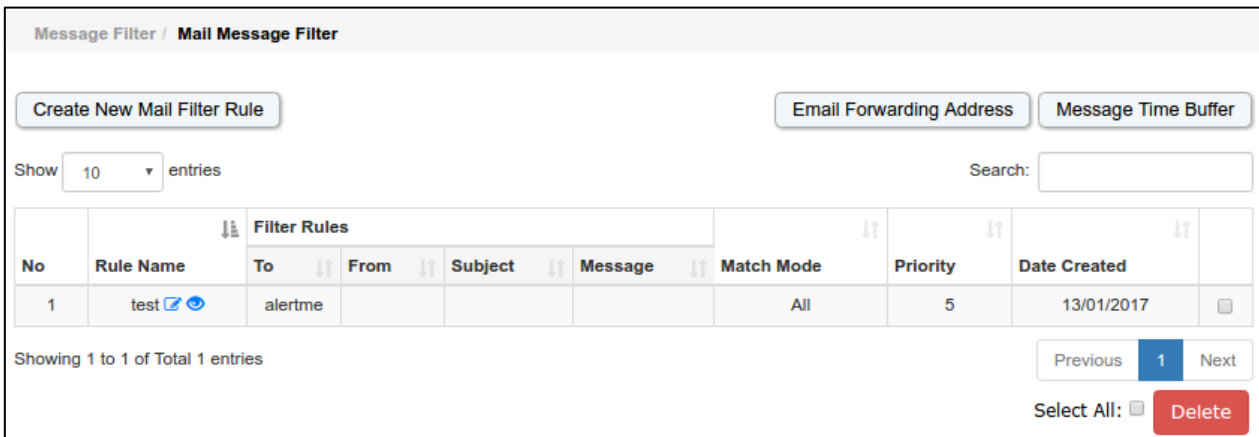 Message Filter / Mail Message Filter
Create New Mail Filter Rule Email Forwarding Address Message Time Buffer
Show 10 entries Search:
Filter Rules
No Rule Name To From Subject Message Match Mode Priority Date Created
1 test alertme All 5 13/01/2017
Showing 1 to 1 of Total 1 entries Previous 1 Next
Select All: Delete